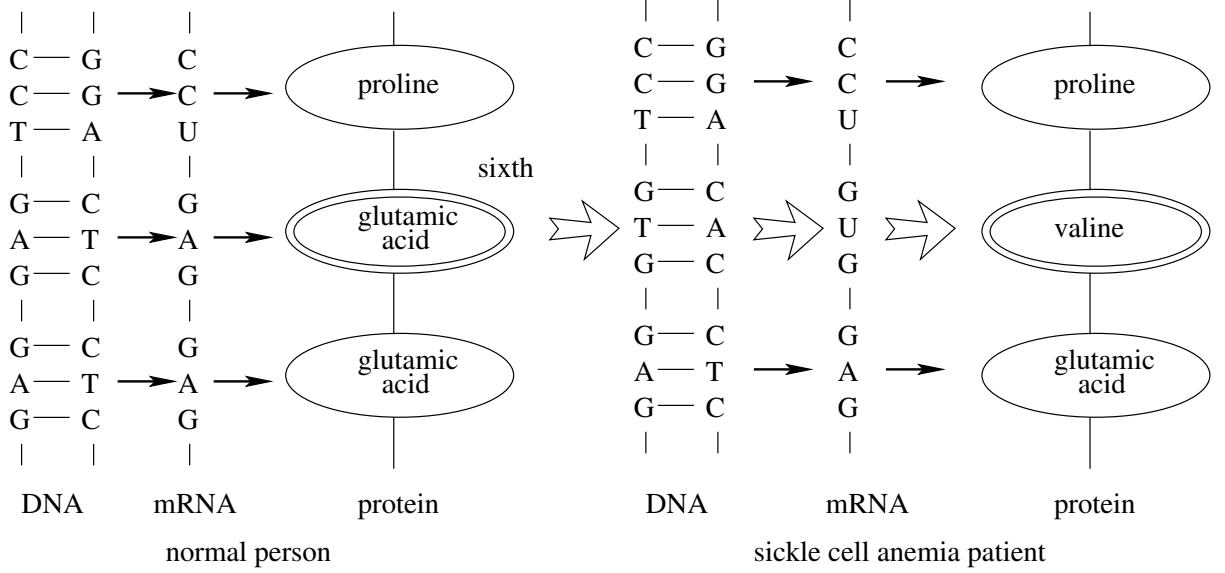 C G C
C G C proline
T A U
sixth
G C G glutamic
A T A acid
G C G
G C G glutamic
A T A acid
G C G
DNA mRNA protein
normal person
C G C
C G C proline
T A U
G C G
T A U valine
G C G
G C G glutamic
A T A acid
G C G
DNA mRNA protein
sickle cell anemia patient